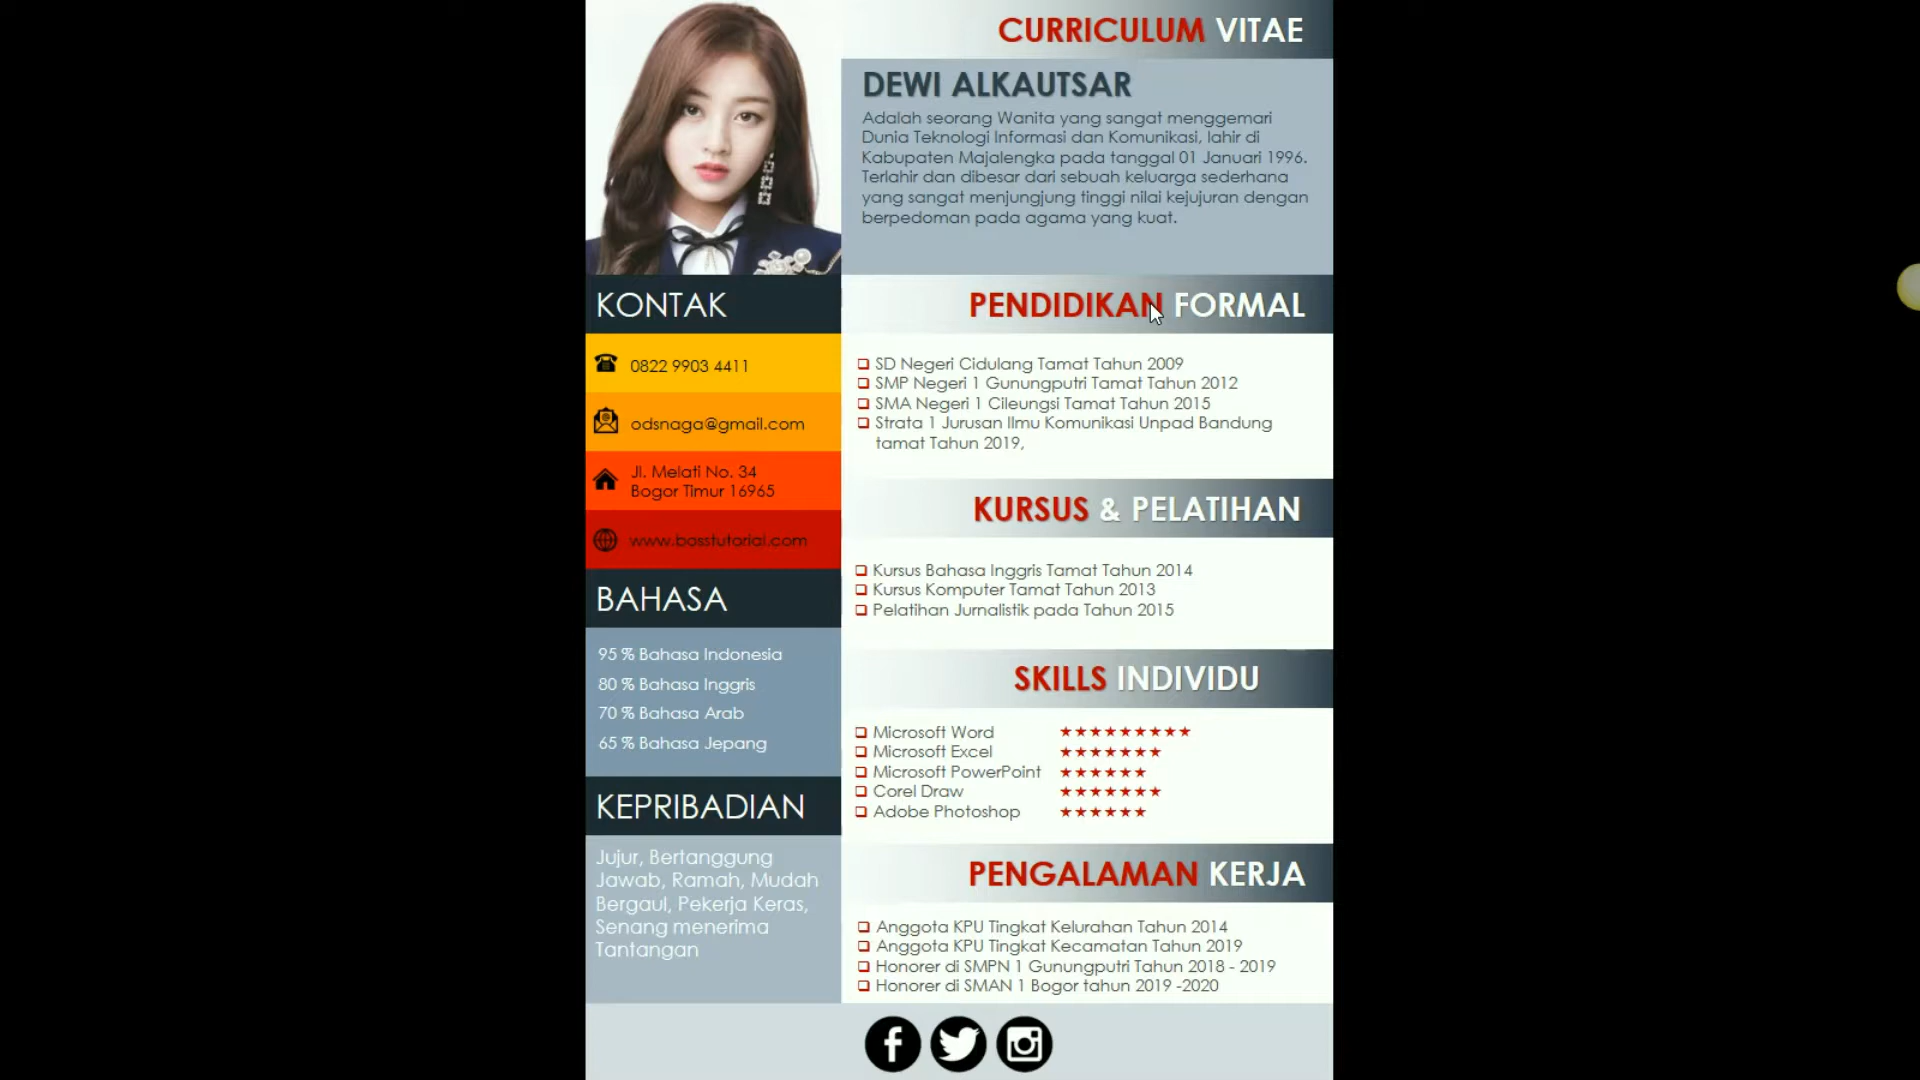 CURRICULUM VITAE
DEWI ALKAUTSAR
Adalah seorang Wanita yang sangat menggemari
Dunia Teknologi Informasi dan Komunikasi, lahir di
Kabupaten Majalengka pada tanggal 01 Januari 1996.
Terlahir dan dibesar dari sebuah keluarga sederhana
yang sangat menjungjung tinggi nilai kejujuran dengan
berpedoman pada agama yang kuat.
KONTAK
0822 9903 4411
odsnaga@gmail.com
Jl. Melati No. 34
Bogor Timur 16965
www.bosstutorial.com
BAHASA
95 % Bahasa Indonesia
80 % Bahasa Inggris
70 % Bahasa Arab
65 % Bahasa Jepang
KEPRIBADIAN
Jujur, Bertanggung
Jawab, Ramah, Mudah
Bergaul, Pekerja Keras,
Senang menerima
Tantangan
PENDIDIKAN FORMAL
SD Negeri Cidulang Tamat Tahun 2009
SMP Negeri 1 Gunungputri Tamat Tahun 2012
SMA Negeri 1 Cileungsi Tamat Tahun 2015
Strata 1 Jurusan Ilmu Komunikasi Unpad Bandung
tamat Tahun 2019,
KURSUS & PELATIHAN
Kursus Bahasa Inggris Tamat Tahun 2014
Kursus Komputer Tamat Tahun 2013
Pelatihan Jurnalistik pada Tahun 2015
SKILLS INDIVIDU
Microsoft Word ★★★★★★★★★
Microsoft Excel ★★★★★★★
Microsoft PowerPoint ★★★★★★
Corel Draw ★★★★★★★
Adobe Photoshop ★★★★★★
PENGALAMAN KERJA
Anggota KPU Tingkat Kelurahan Tahun 2014
Anggota KPU Tingkat Kecamatan Tahun 2019
Honorer di SMPN 1 Gunungputri Tahun 2018 - 2019
Honorer di SMAN 1 Bogor tahun 2019 -2020